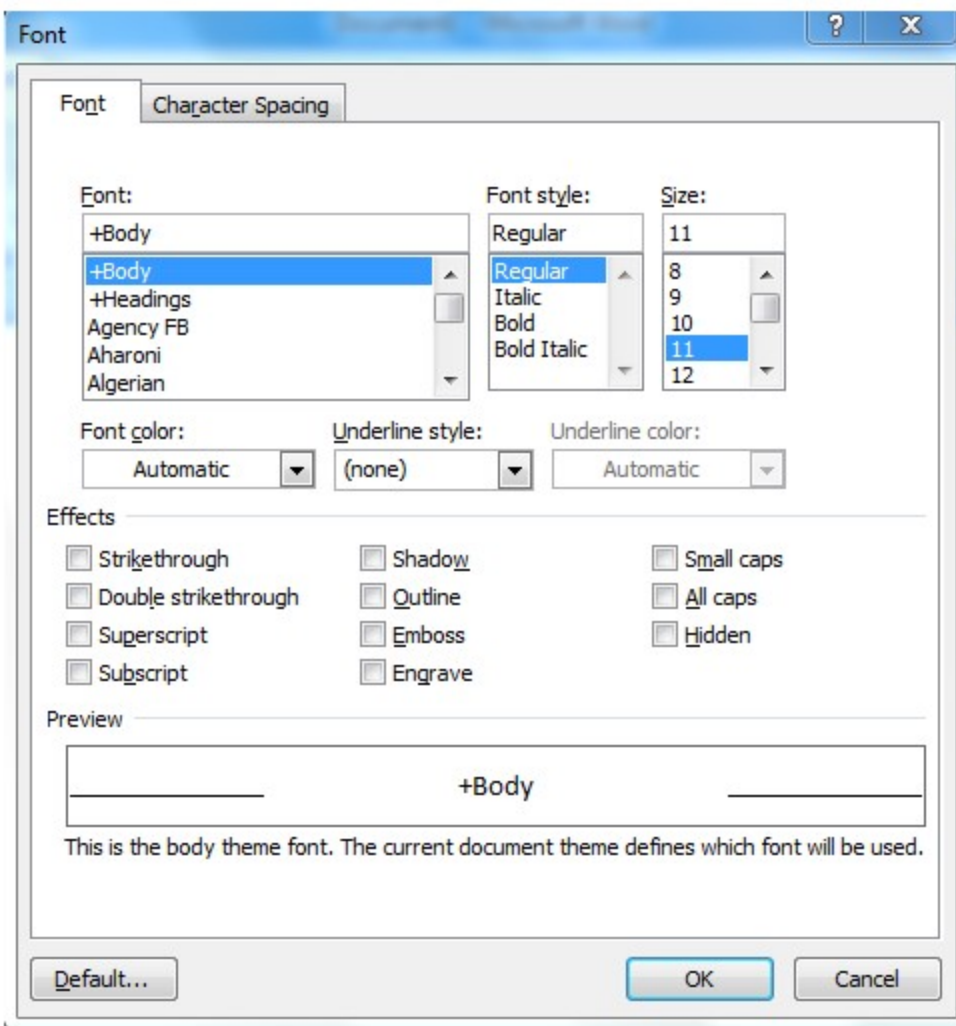 Document - Microsoft Word
Font
Font Character Spacing
Font: Font style: Size:
+Body Regular 11
+Body Regular 8
+Headings Italic 9
Agency FB Bold 10
Aharoni Bold Italic 11
Algerian 12
Font color: Underline style: Underline color:
Automatic (none) Automatic
Effects
Strikethrough Shadow Small caps
Double strikethrough Outline All caps
Superscript Emboss Hidden
Subscript Engrave
Preview
+Body
This is the body theme font. The current document theme defines which font will be used.
Default... OK Cancel